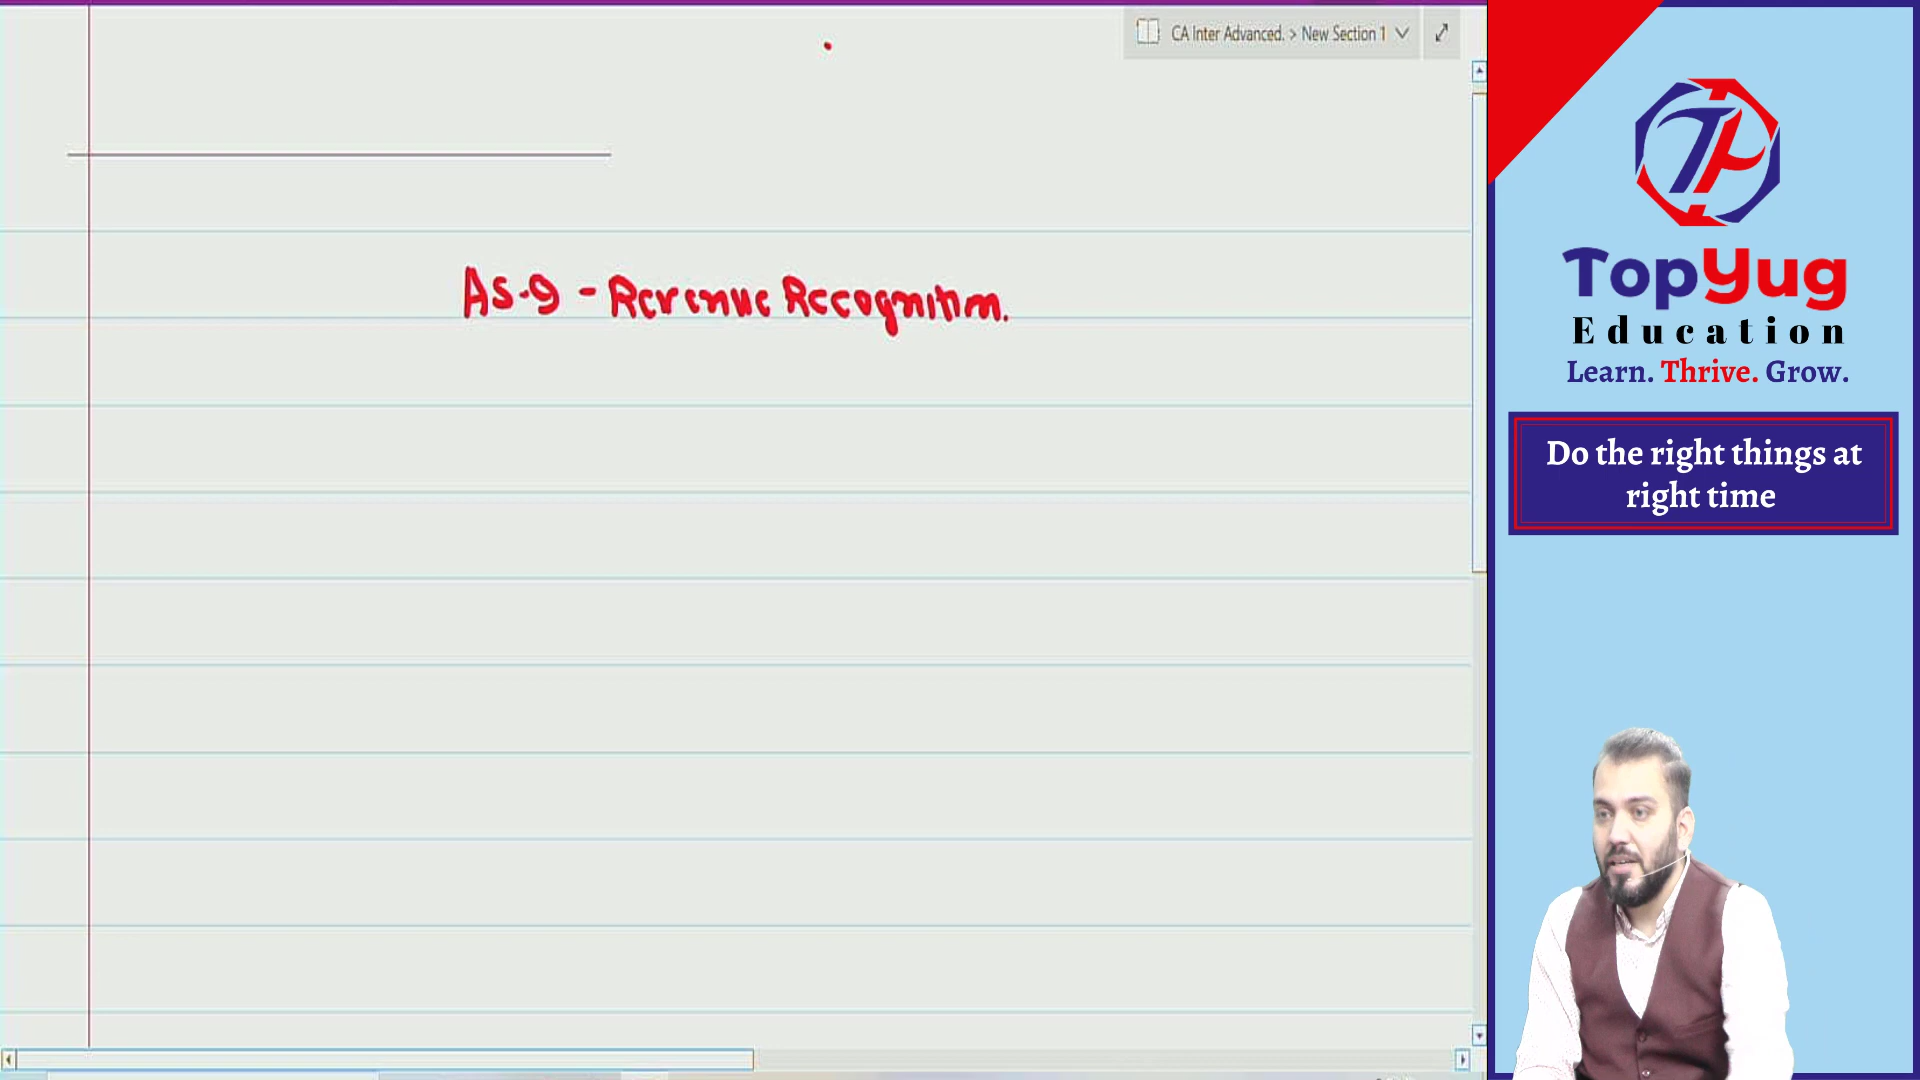 CA Inter Advanced. > New Section 1
AS-9 - Revenue Recognition.
TopYug
Education
Learn. Thrive. Grow.
Do the right things at
right time